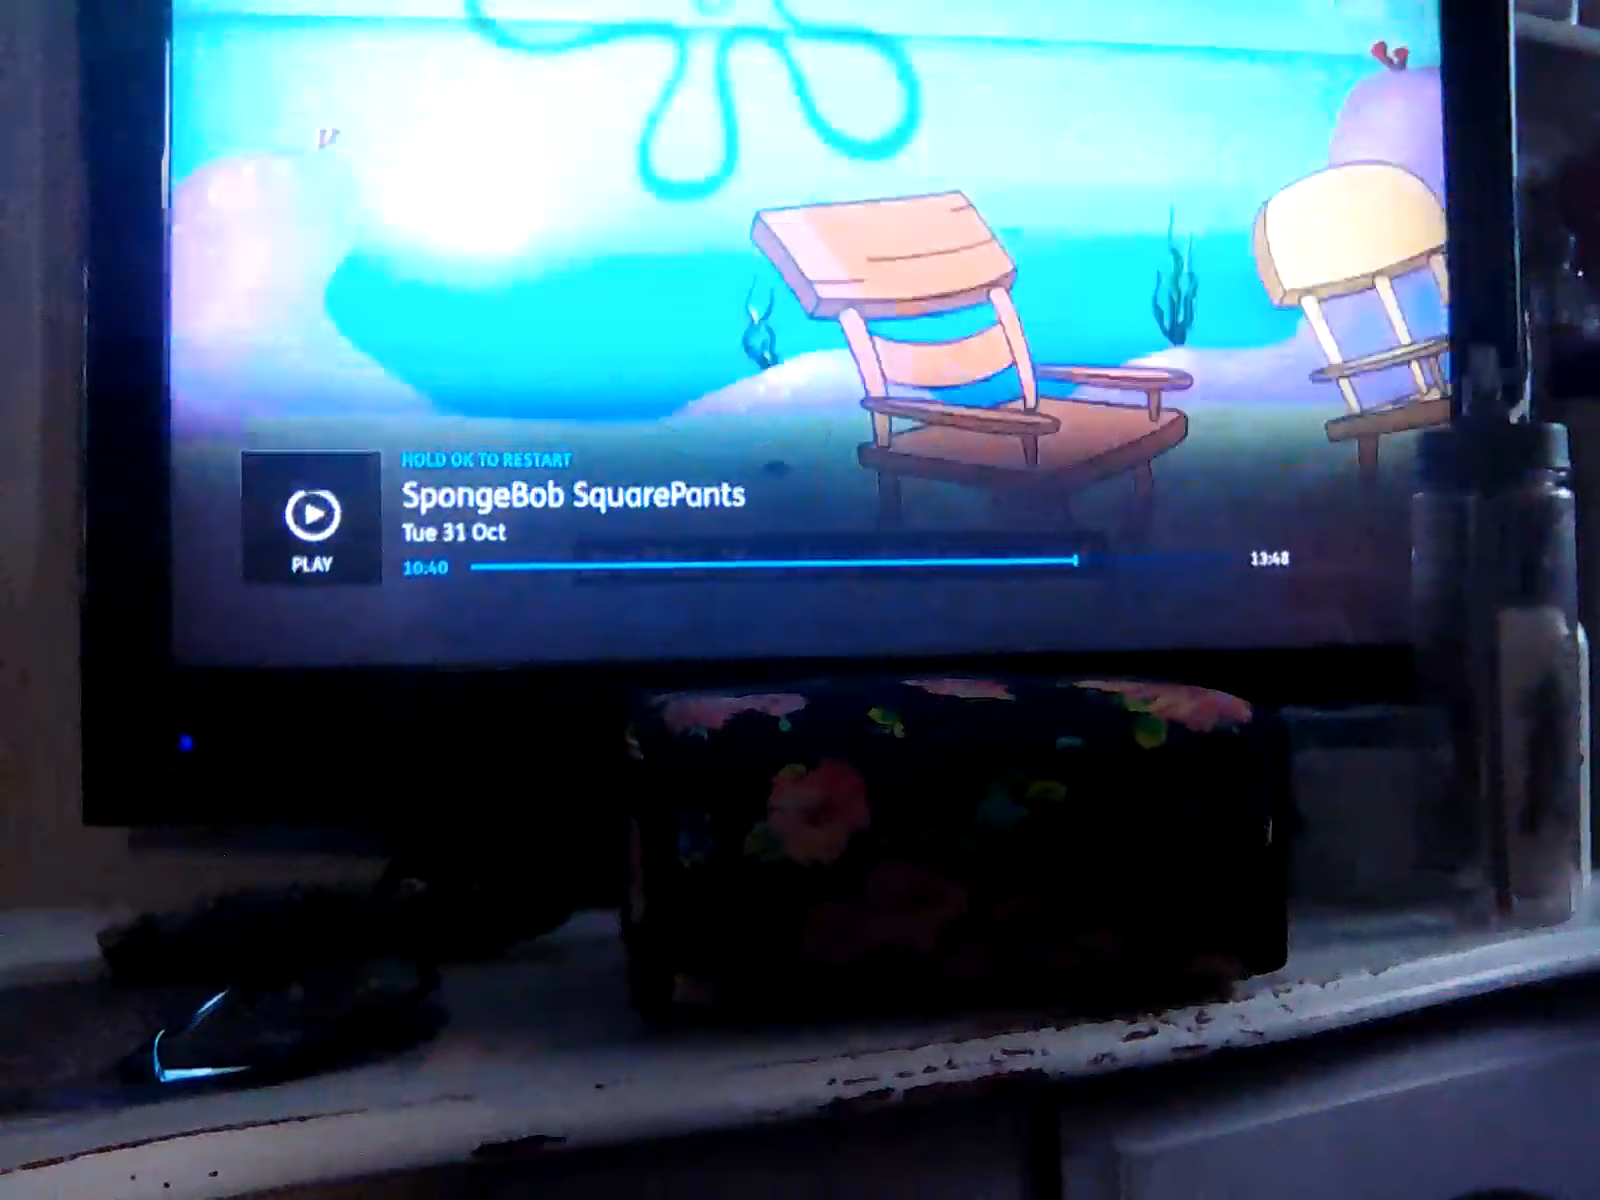 HOLD OK TO RESTART
SpongeBob SquarePants
Tue 31 Oct
PLAY
10:40
13:48